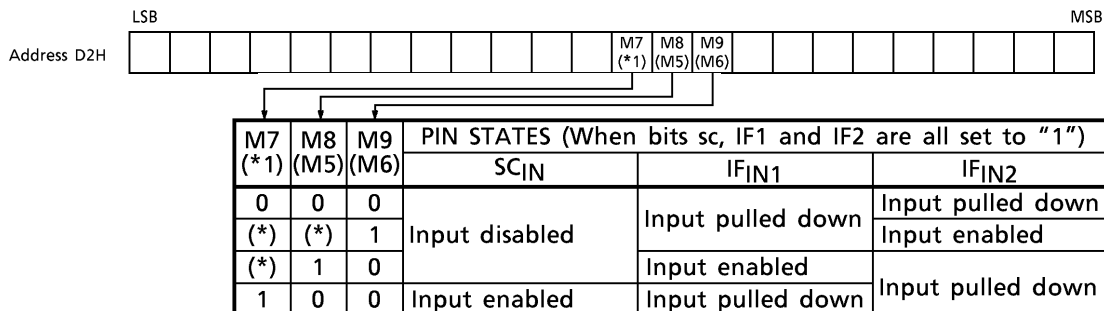 LSB MSB
Address D2H M7 (*1) M8 (M5) M9 (M6)
M7 (*1) M8 (M5) M9 (M6) PIN STATES (When bits sc, IF1 and IF2 are all set to “1”)
SCIN IFIN1 IFIN2
0 0 0 Input disabled Input pulled down Input pulled down
(*) (*) 1 Input enabled
(*) 1 0 Input enabled Input pulled down
1 0 0 Input enabled Input pulled down